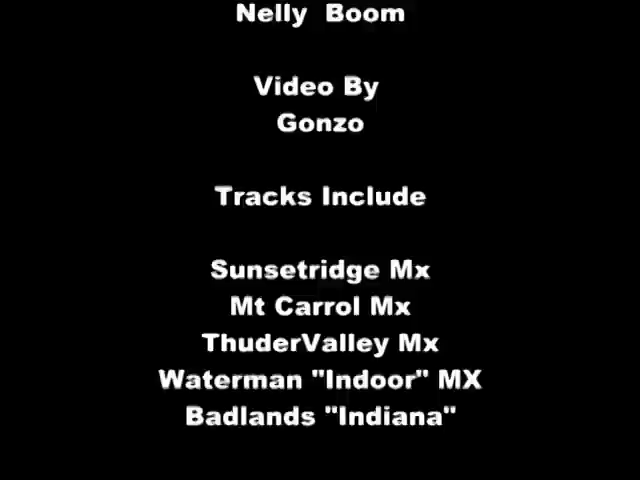 Nelly  Boom
Video By
Gonzo
Tracks Include
Sunsetridge Mx
Mt Carrol Mx
ThuderValley Mx
Waterman "Indoor" MX
Badlands "Indiana"